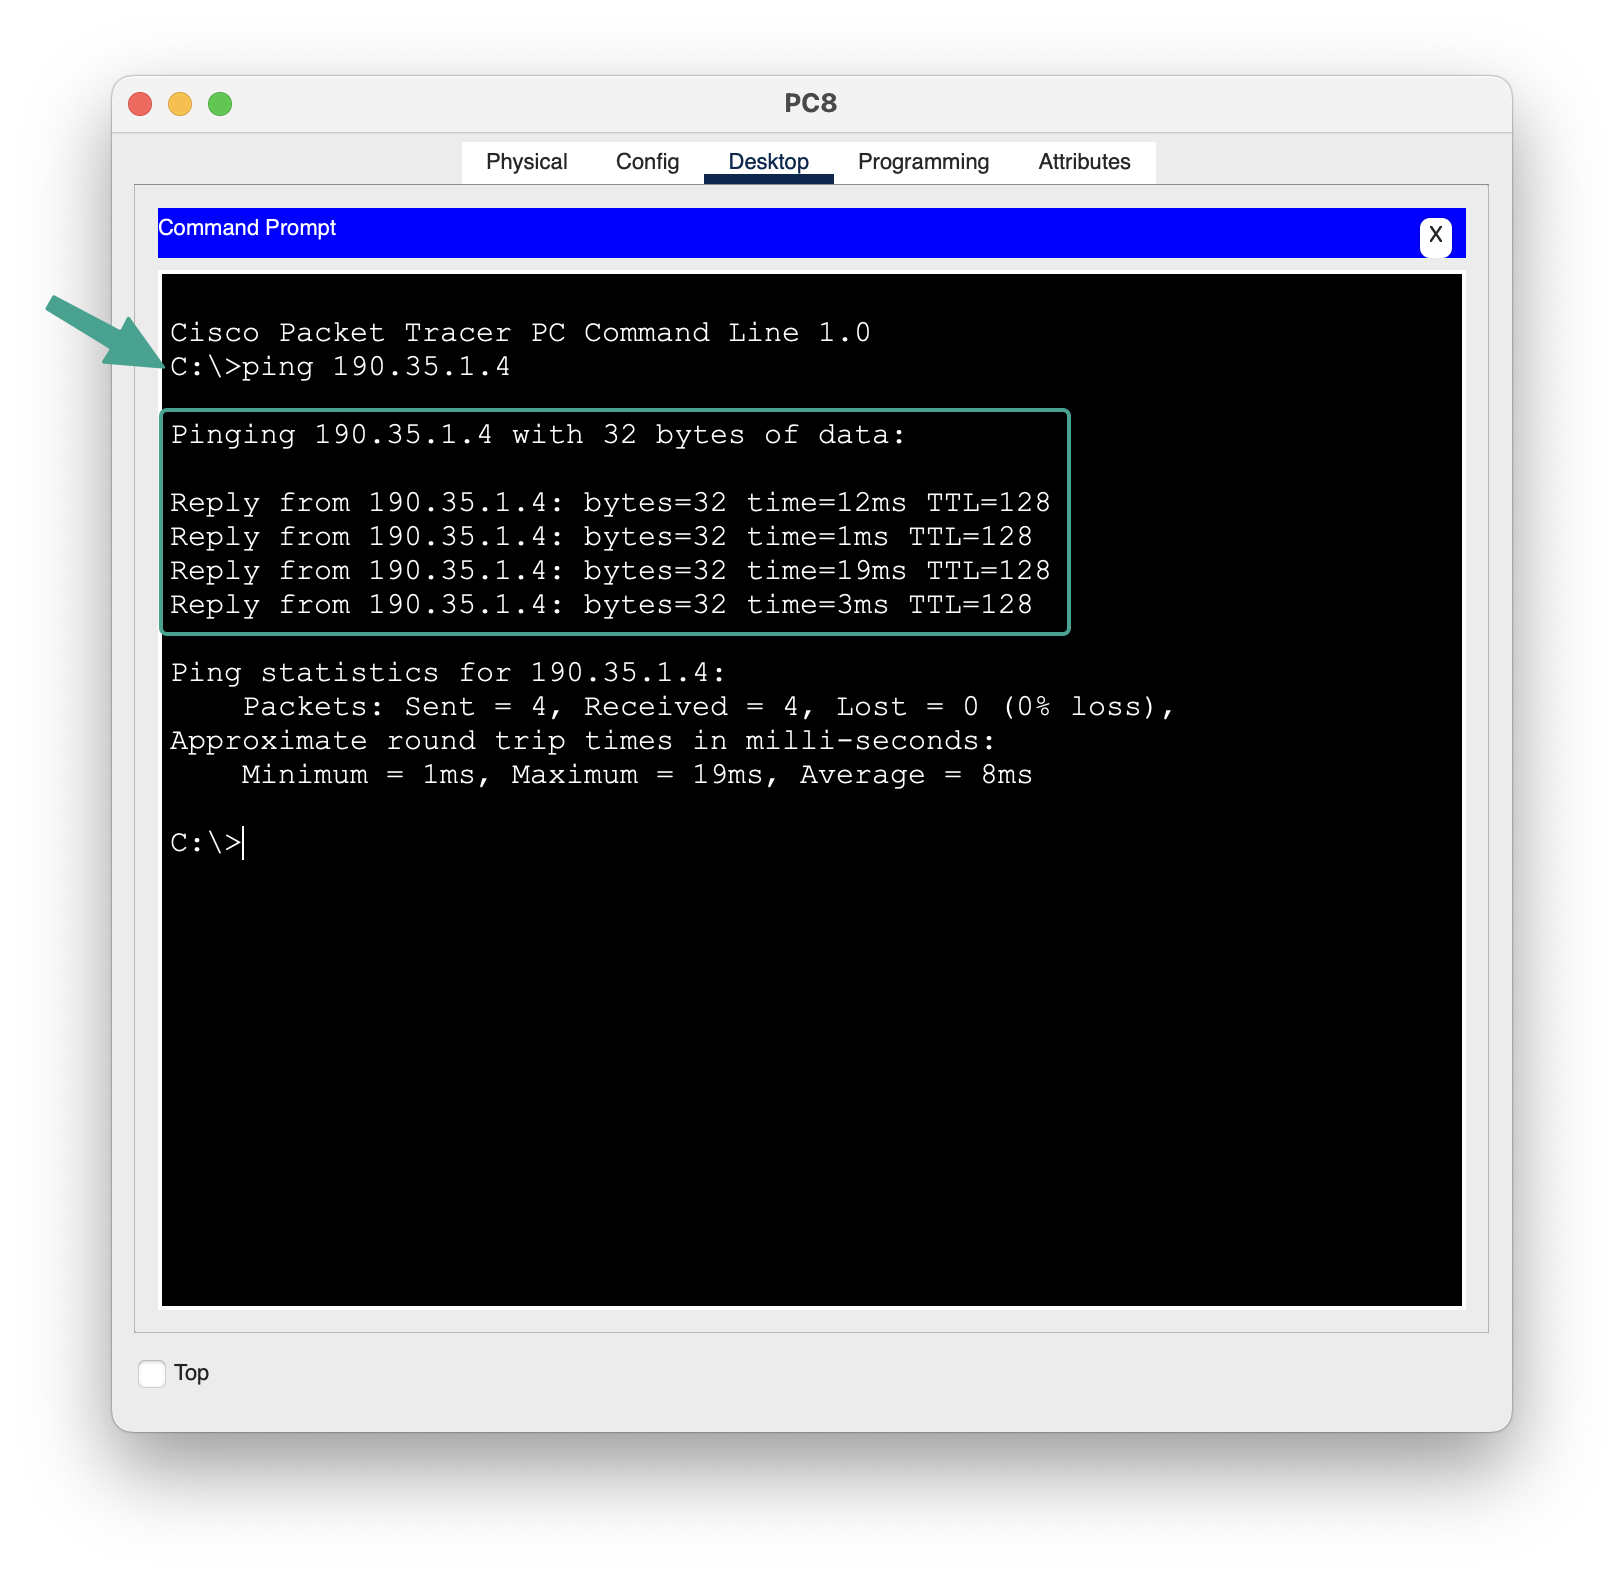 PC8
Physical Config Desktop Programming Attributes
Command Prompt X
Cisco Packet Tracer PC Command Line 1.0
C:\>ping 190.35.1.4
Pinging 190.35.1.4 with 32 bytes of data:
Reply from 190.35.1.4: bytes=32 time=12ms TTL=128
Reply from 190.35.1.4: bytes=32 time=1ms TTL=128
Reply from 190.35.1.4: bytes=32 time=19ms TTL=128
Reply from 190.35.1.4: bytes=32 time=3ms TTL=128
Ping statistics for 190.35.1.4:
    Packets: Sent = 4, Received = 4, Lost = 0 (0% loss),
Approximate round trip times in milli-seconds:
    Minimum = 1ms, Maximum = 19ms, Average = 8ms
C:\>
Top